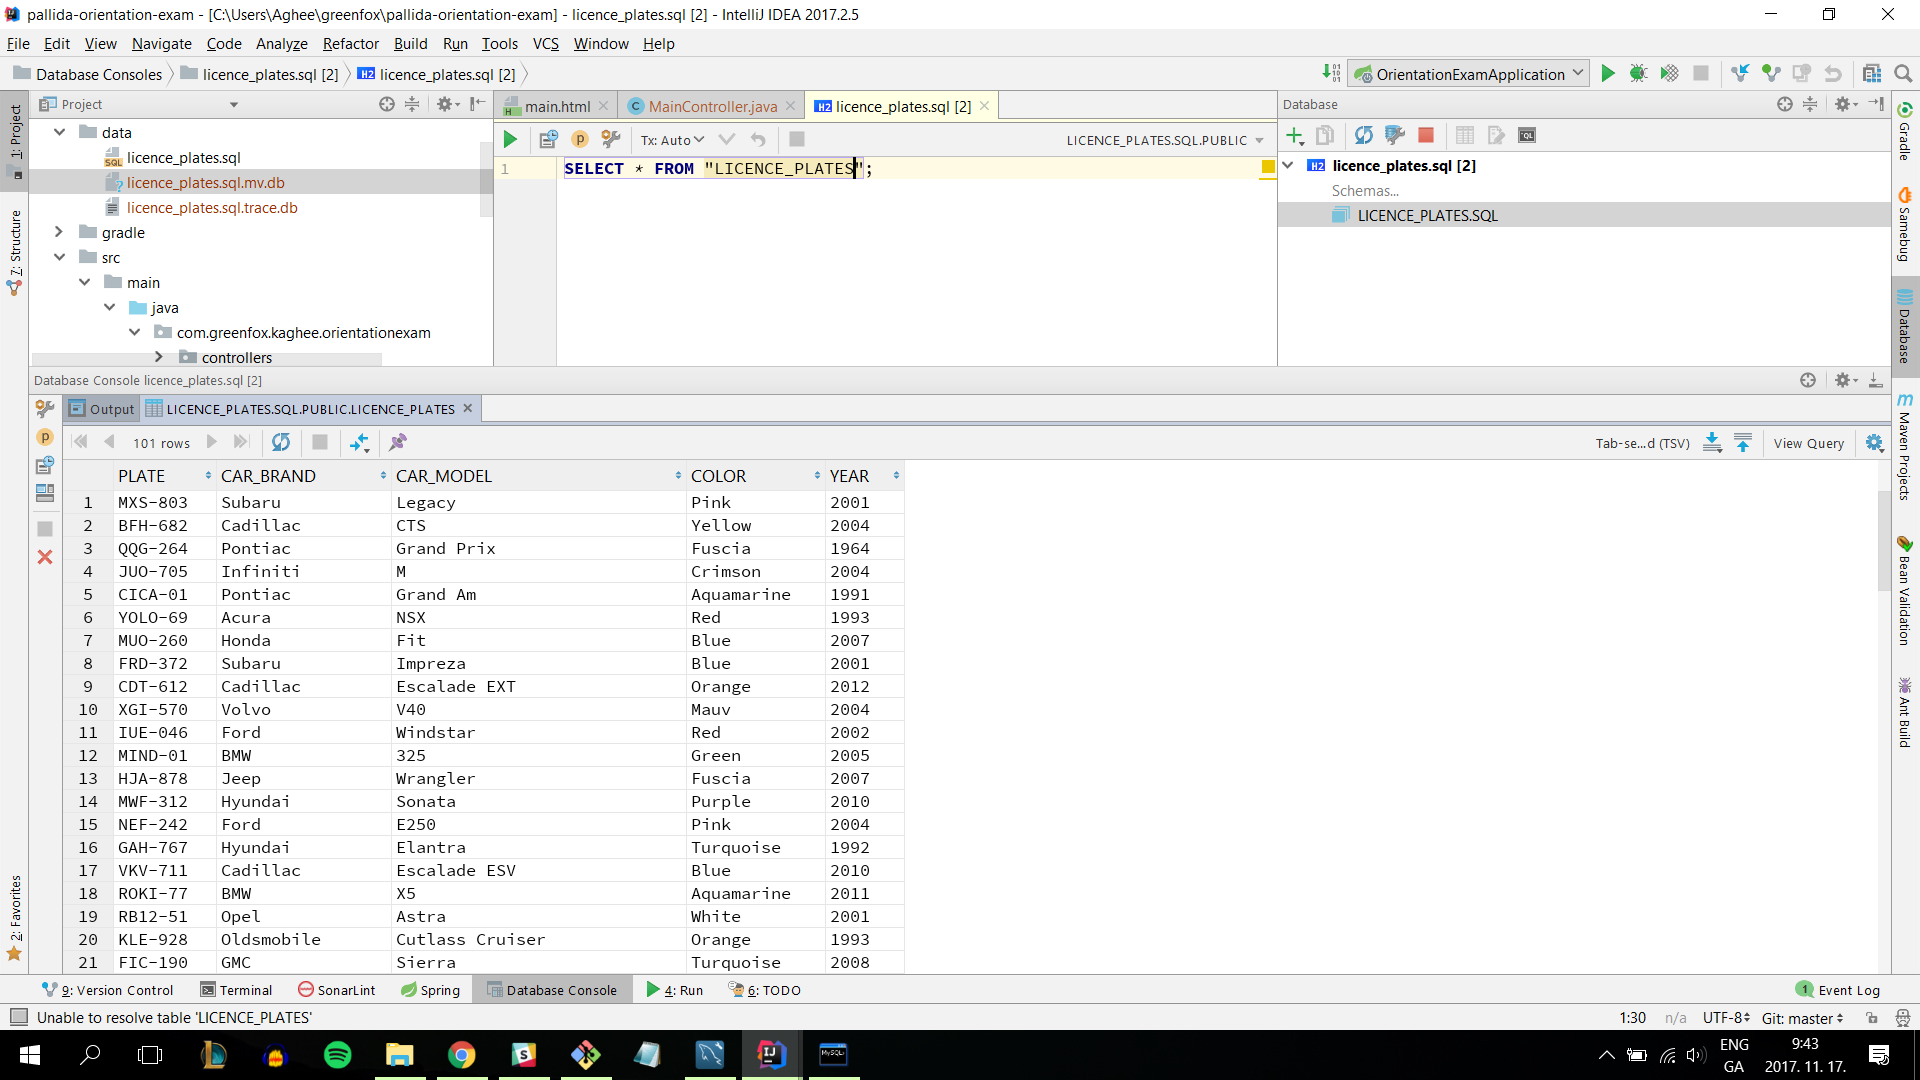 pallida-orientation-exam - [C:\Users\Aghee\greenfox\pallida-orientation-exam] - licence_plates.sql [2] - IntelliJ IDEA 2017.2.5
File Edit View Navigate Code Analyze Refactor Build Run Tools VCS Window Help
Database Consoles licence_plates.sql [2] licence_plates.sql [2] OrientationExamApplication
1: Project
7: Structure
2: Favorites
Project
data
licence_plates.sql
licence_plates.sql.mv.db
licence_plates.sql.trace.db
gradle
src
main
java
com.greenfox.kaghee.orientationexam
controllers
main.html MainController.java licence_plates.sql [2]
Tx: Auto LICENCE_PLATES.SQL.PUBLIC
1 SELECT * FROM "LICENCE_PLATES";
Database
licence_plates.sql [2]
Schemas...
LICENCE_PLATES.SQL
Gradle
Samebug
Database
Maven Projects
Bean Validation
Ant Build
Database Console licence_plates.sql [2]
Output LICENCE_PLATES.SQL.PUBLIC.LICENCE_PLATES
101 rows Tab-se...d (TSV) View Query
PLATE CAR_BRAND CAR_MODEL COLOR YEAR
1 MXS-803 Subaru Legacy Pink 2001
2 BFH-682 Cadillac CTS Yellow 2004
3 QQG-264 Pontiac Grand Prix Fuscia 1964
4 JUO-705 Infiniti M Crimson 2004
5 CICA-01 Pontiac Grand Am Aquamarine 1991
6 YOLO-69 Acura NSX Red 1993
7 MUO-260 Honda Fit Blue 2007
8 FRD-372 Subaru Impreza Blue 2001
9 CDT-612 Cadillac Escalade EXT Orange 2012
10 XGI-570 Volvo V40 Mauv 2004
11 IUE-046 Ford Windstar Red 2002
12 MIND-01 BMW 325 Green 2005
13 HJA-878 Jeep Wrangler Fuscia 2007
14 MWF-312 Hyundai Sonata Purple 2010
15 NEF-242 Ford E250 Pink 2004
16 GAH-767 Hyundai Elantra Turquoise 1992
17 VKV-711 Cadillac Escalade ESV Blue 2010
18 ROKI-77 BMW X5 Aquamarine 2011
19 RB12-51 Opel Astra White 2001
20 KLE-928 Oldsmobile Cutlass Cruiser Orange 1993
21 FIC-190 GMC Sierra Turquoise 2008
9: Version Control Terminal SonarLint Spring Database Console 4: Run 6: TODO 1 Event Log
Unable to resolve table 'LICENCE_PLATES' 1:30 n/a UTF-8 Git: master
ENG 9:43
GA 2017. 11. 17.